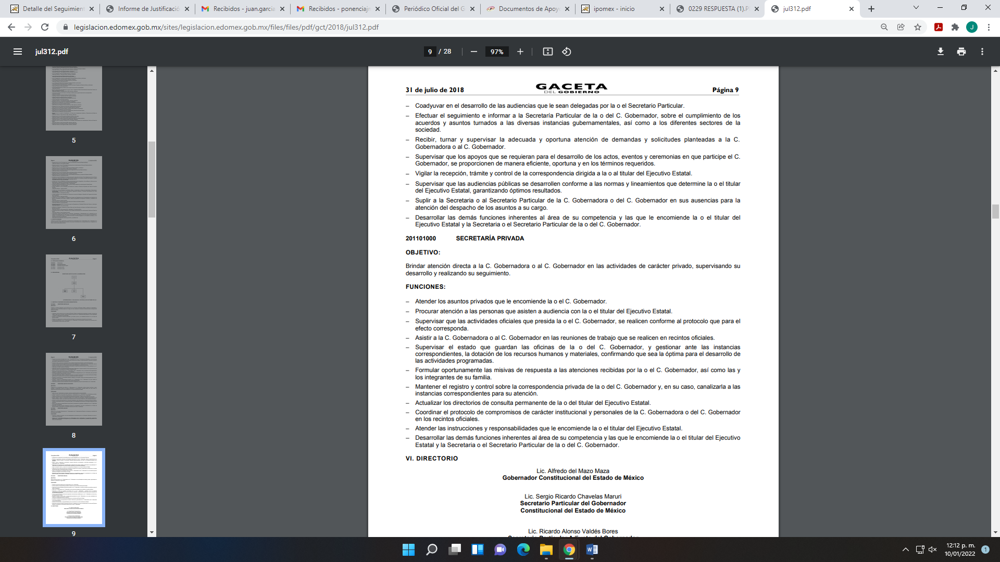 Detalle del Seguimient
Informe de Justificació
Recibidos - juan.garcia
Recibidos - ponenciajr
Periódico Oficial del G
Documentos de Apoyo
ipomex - inicio
0229 RESPUESTA (1).P
jul312.pdf
legislacion.edomex.gob.mx/sites/legislacion.edomex.gob.mx/files/files/pdf/gct/2018/jul312.pdf
J
jul312.pdf
9 / 28
97%
5
6
7
8
9
31 de julio de 2018
GACETA
DEL GOBIERNO
Página 9
– Coadyuvar en el desarrollo de las audiencias que le sean delegadas por la o el Secretario Particular.
– Efectuar el seguimiento e informar a la Secretaría Particular de la o del C. Gobernador, sobre el cumplimiento de los
acuerdos y asuntos turnados a las diversas instancias gubernamentales, así como a los diferentes sectores de la
sociedad.
– Recibir, turnar y supervisar la adecuada y oportuna atención de demandas y solicitudes planteadas a la C.
Gobernadora o al C. Gobernador.
– Supervisar que los apoyos que se requieran para el desarrollo de los actos, eventos y ceremonias en que participe el C.
Gobernador, se proporcionen de manera eficiente, oportuna y en los términos requeridos.
– Vigilar la recepción, trámite y control de la correspondencia dirigida a la o al titular del Ejecutivo Estatal.
– Supervisar que las audiencias públicas se desarrollen conforme a las normas y lineamientos que determine la o el titular
del Ejecutivo Estatal, garantizando óptimos resultados.
– Suplir a la Secretaria o al Secretario Particular de la C. Gobernadora o del C. Gobernador en sus ausencias para la
atención del despacho de los asuntos a su cargo.
– Desarrollar las demás funciones inherentes al área de su competencia y las que le encomiende la o el titular del
Ejecutivo Estatal y la Secretaria o el Secretario Particular de la o del C. Gobernador.
201101000 SECRETARÍA PRIVADA
OBJETIVO:
Brindar atención directa a la C. Gobernadora o al C. Gobernador en las actividades de carácter privado, supervisando su
desarrollo y realizando su seguimiento.
FUNCIONES:
– Atender los asuntos privados que le encomiende la o el C. Gobernador.
– Procurar atención a las personas que asisten a audiencia con la o el titular del Ejecutivo Estatal.
– Supervisar que las actividades oficiales que presida la o el C. Gobernador, se realicen conforme al protocolo que para el
efecto corresponda.
– Asistir a la C. Gobernadora o al C. Gobernador en las reuniones de trabajo que se realicen en recintos oficiales.
– Supervisar el estado que guardan las oficinas de la o del C. Gobernador, y gestionar ante las instancias
correspondientes, la dotación de los recursos humanos y materiales, confirmando que sea la óptima para el desarrollo de
las actividades programadas.
– Formular oportunamente las misivas de respuesta a las atenciones recibidas por la o el C. Gobernador, así como las y
los integrantes de su familia.
– Mantener el registro y control sobre la correspondencia privada de la o del C. Gobernador y, en su caso, canalizarla a las
instancias correspondientes para su atención.
– Actualizar los directorios de consulta permanente de la o del titular del Ejecutivo Estatal.
– Coordinar el protocolo de compromisos de carácter institucional y personales de la C. Gobernadora o del C. Gobernador
en los recintos oficiales.
– Atender las instrucciones y responsabilidades que le encomiende la o el titular del Ejecutivo Estatal.
– Desarrollar las demás funciones inherentes al área de su competencia y las que le encomiende la o el titular del Ejecutivo
Estatal y la Secretaria o el Secretario Particular de la o del C. Gobernador.
VI. DIRECTORIO
Lic. Alfredo del Mazo Maza
Gobernador Constitucional del Estado de México
Lic. Sergio Ricardo Chavelas Maruri
Secretario Particular del Gobernador
Constitucional del Estado de México
Lic. Ricardo Alonso Valdés Bores
Secretario Particular Adjunto del Gobernador
12:12 p. m.
10/01/2022
1